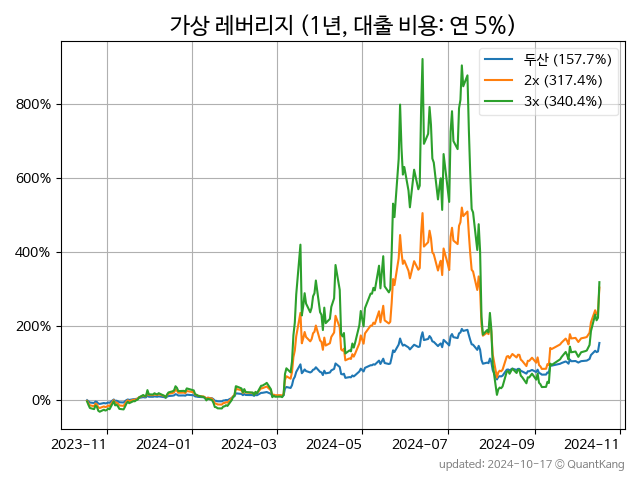 가상 레버리지 (1년, 대출 비용: 연 5%)
두산 (157.7%)
2x (317.4%)
3x (340.4%)
800%
600%
400%
200%
0%
2023-11 2024-01 2024-03 2024-05 2024-07 2024-09 2024-11
updated: 2024-10-17 © QuantKang